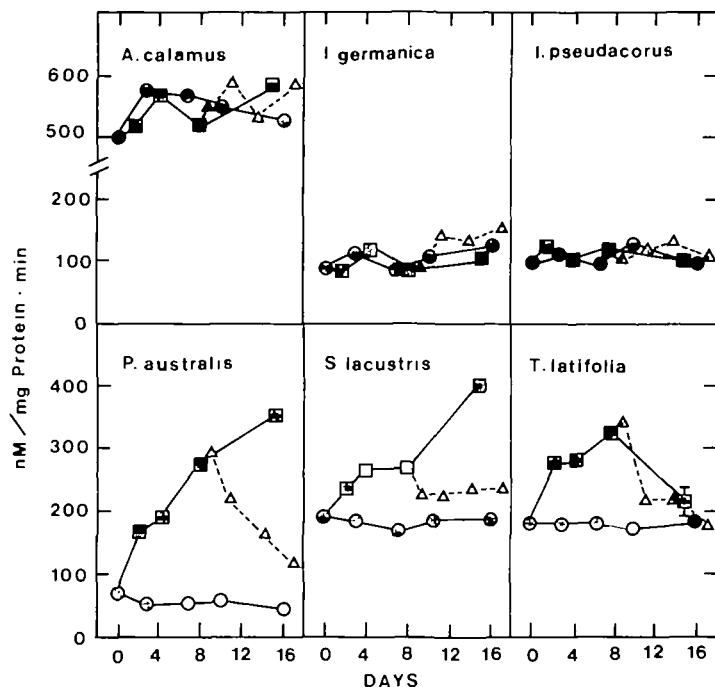 A. calamus
I germanica
I. pseudacorus
600
500
200
100
0
nM/mg Protein · min
P. australis
S lacustris
T. latifolia
400
300
200
100
0
0 4 8 12 16
0 4 8 12 16
0 4 8 12 16
DAYS